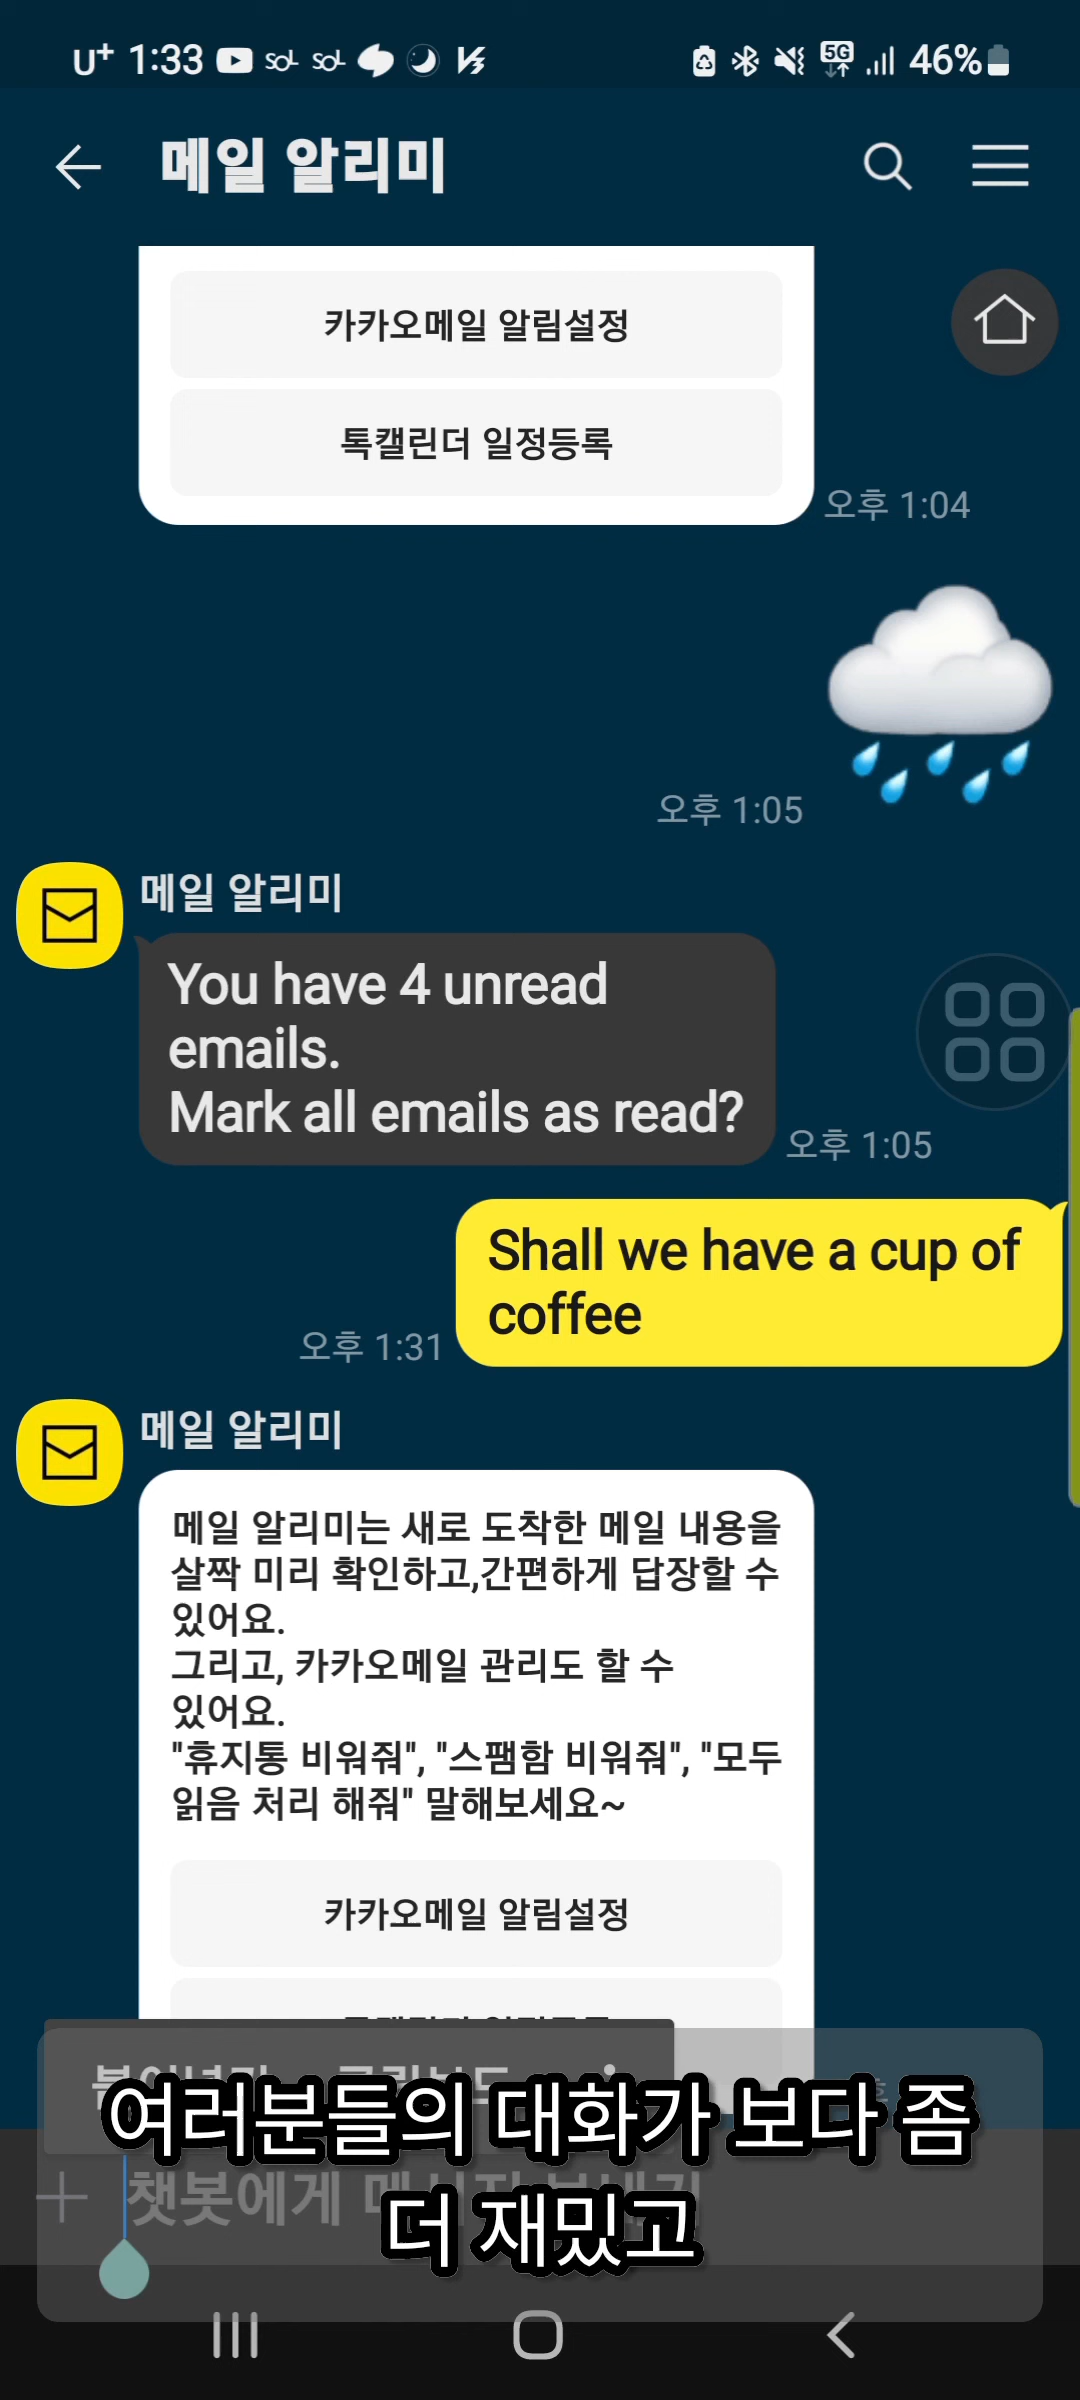 U+ 1:33 SOL SOL 5G 46%
메일 알리미
카카오메일 알림설정
톡캘린더 일정등록
오후 1:04
오후 1:05
메일 알리미
You have 4 unread
emails.
Mark all emails as read?
오후 1:05
Shall we have a cup of
coffee
오후 1:31
메일 알리미
메일 알리미는 새로 도착한 메일 내용을
살짝 미리 확인하고,간편하게 답장할 수
있어요.
그리고, 카카오메일 관리도 할 수
있어요.
"휴지통 비워줘", "스팸함 비워줘", "모두
읽음 처리 해줘" 말해보세요~
카카오메일 알림설정
여러분들의 대화가 보다 좀
챗봇에게
더 재밌고